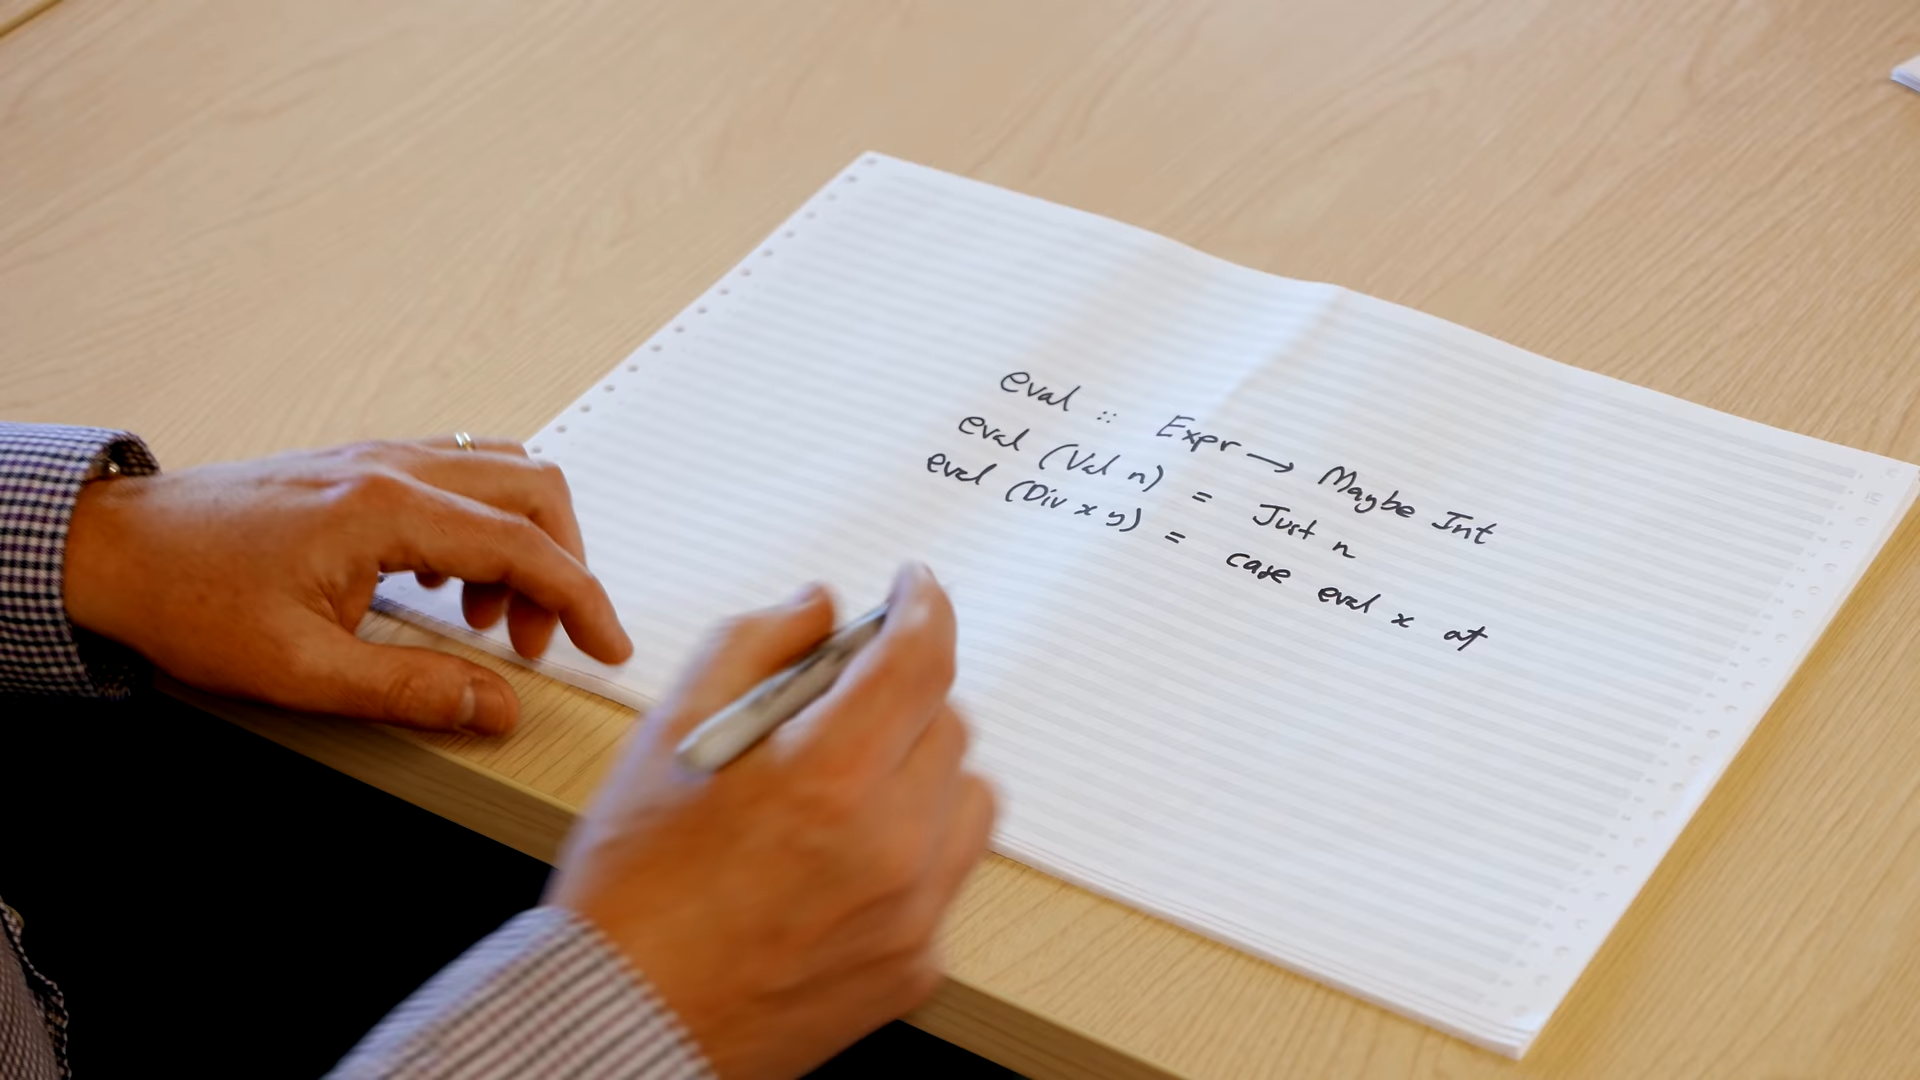 eval :: Expr → Maybe Int
eval (Val n) = Just n
eval (Div x y) = case eval x of